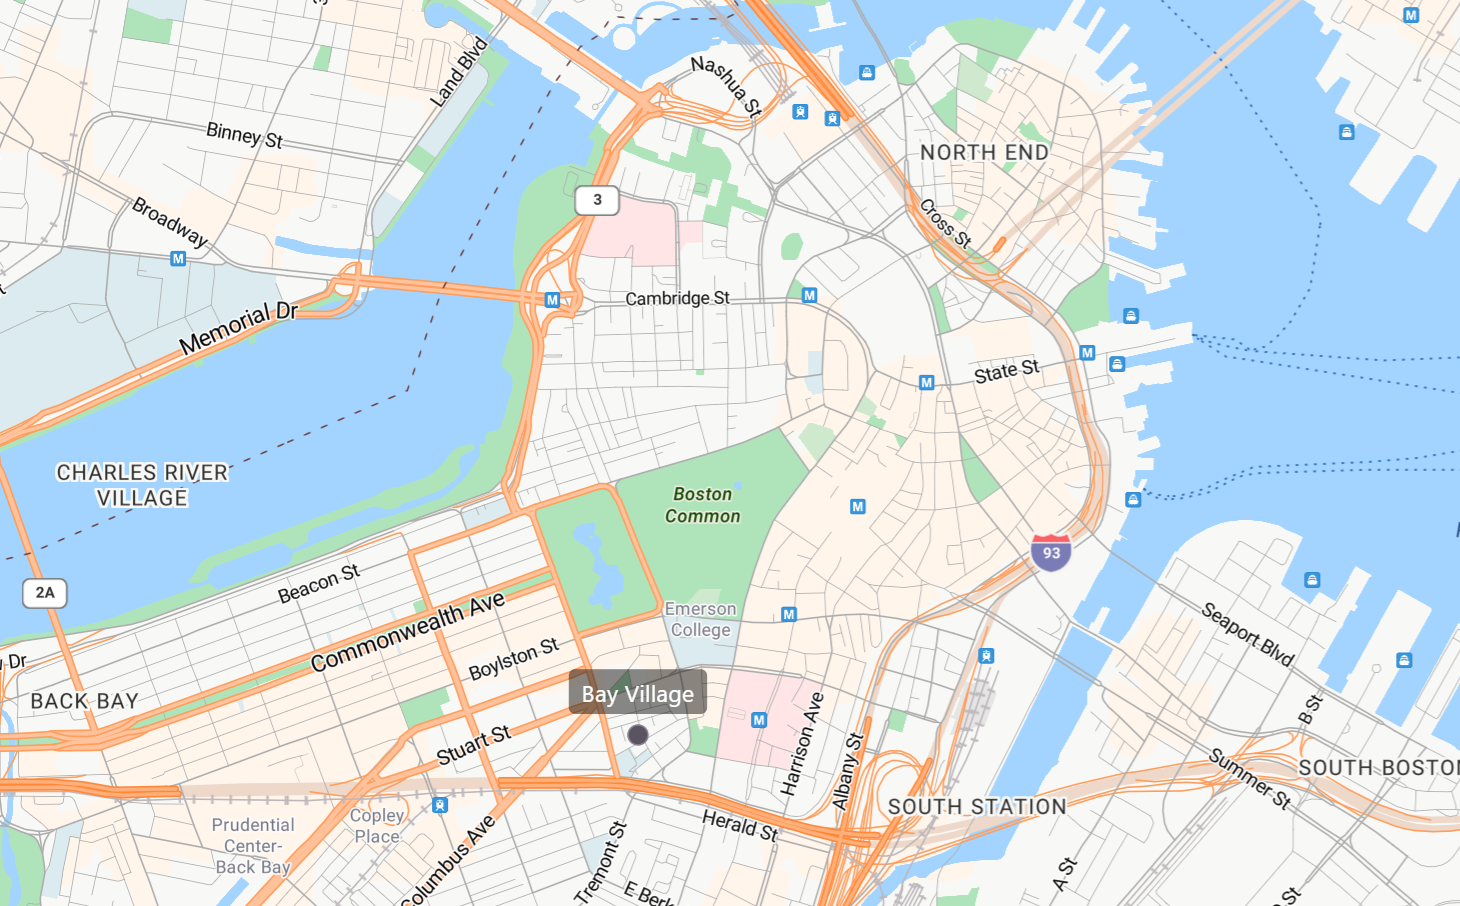 Land Blvd
Nashua St
Binney St
NORTH END
3
Broadway
Cross St
Cambridge St
Memorial Dr
State St
CHARLES RIVER
VILLAGE
Boston
Common
93
2A
Beacon St
Commonwealth Ave
Emerson
College
Seaport Blvd
Boylston St
Dr
BACK BAY
Bay Village
Harrison Ave
B St
Stuart St
Albany St
Summer St
SOUTH BOSTON
SOUTH STATION
Copley
Place
Prudential
Center-
Back Bay
Herald St
Columbus Ave
Tremont St
E Berk
A St
St
M
M
M
M
M
M
M
M
M